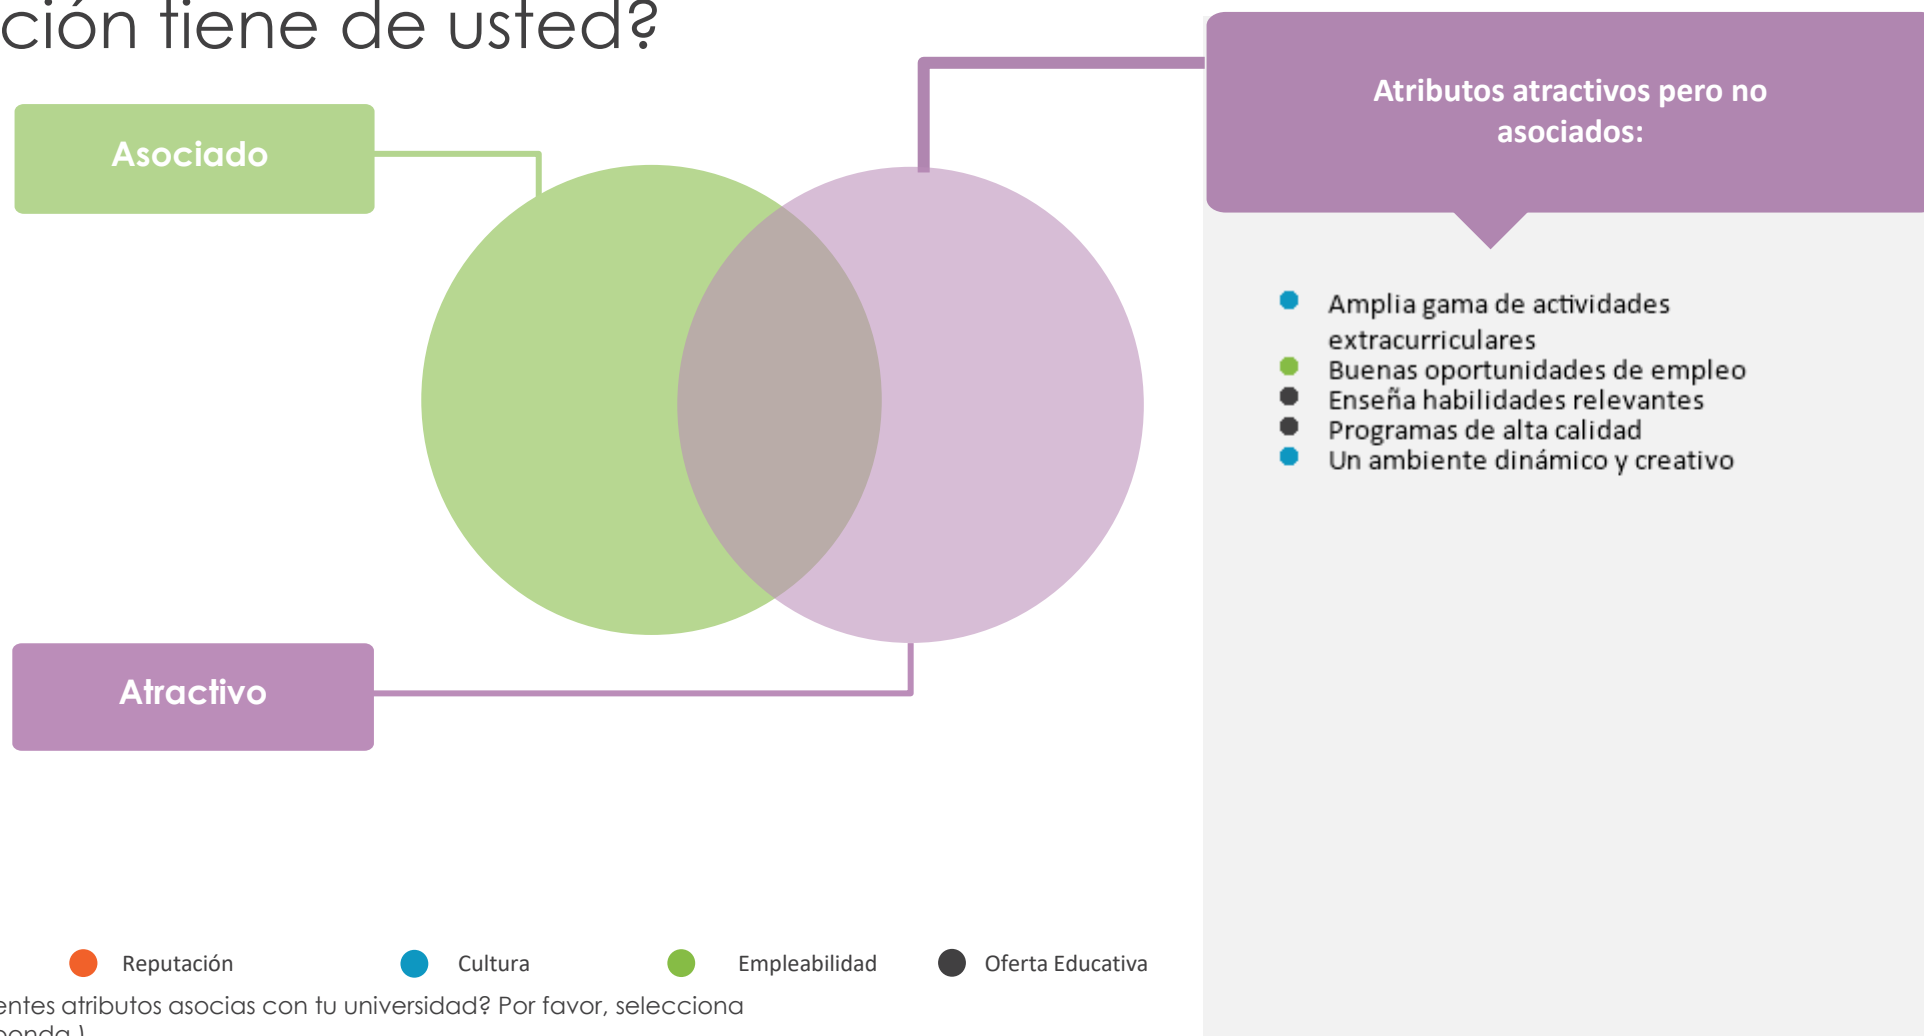 ción tiene de usted?
Asociado
Atractivo
Atributos atractivos pero no
asociados:
Amplia gama de actividades
extracurriculares
Buenas oportunidades de empleo
Enseña habilidades relevantes
Programas de alta calidad
Un ambiente dinámico y creativo
Reputación
Cultura
Empleabilidad
Oferta Educativa
entes atributos asocias con tu universidad? Por favor, selecciona
ponda.)